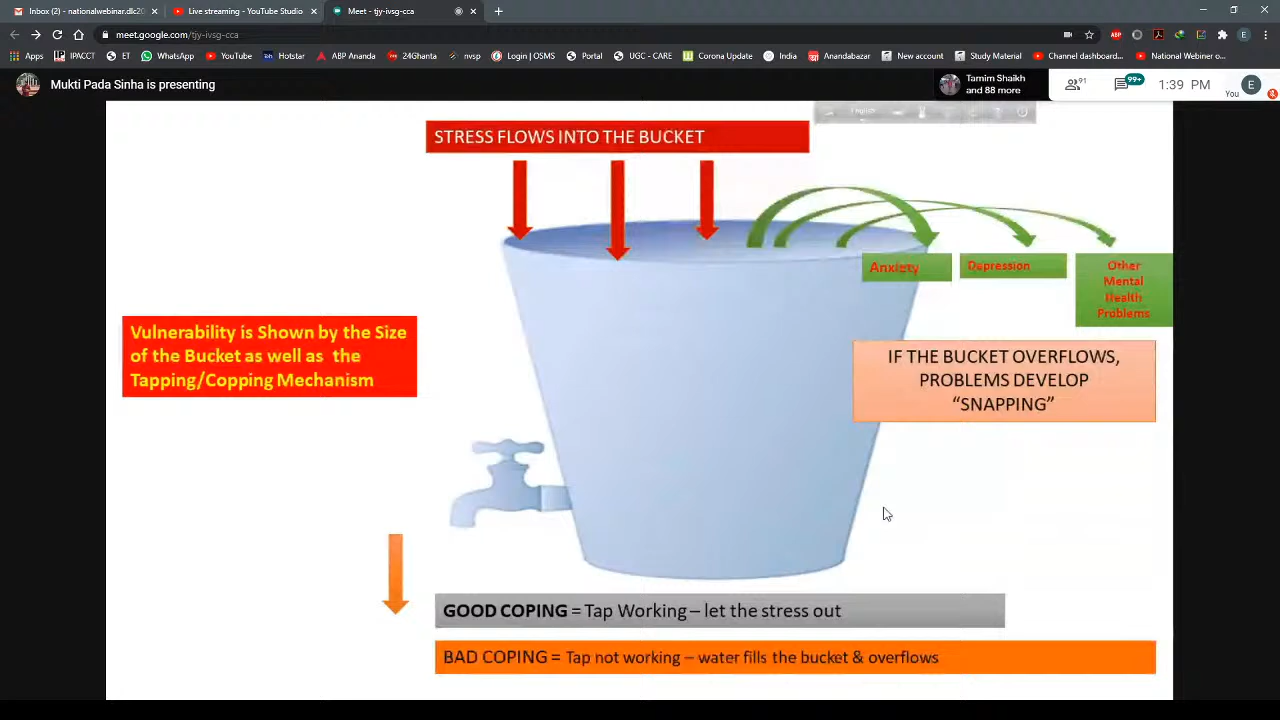 Inbox (2) - nationalwebinar.dlc20
Live streaming - YouTube Studio
Meet - tjy-ivsg-cca
meet.google.com/tjy-ivsg-cca
Apps
IPACCT
ET
WhatsApp
YouTube
Hotstar
ABP Ananda
24Ghanta
nvsp
Login | OSMS
Portal
UGC - CARE
Corona Update
India
Anandabazar
New account
Study Material
Channel dashboard...
National Webinar o...
Mukti Pada Sinha is presenting
Tamim Shaikh
and 88 more
91
99+
1:39 PM
You
E
English
STRESS FLOWS INTO THE BUCKET
Anxiety
Depression
Other
Mental
Health
Problems
Vulnerability is Shown by the Size
of the Bucket as well as the
Tapping/Copping Mechanism
IF THE BUCKET OVERFLOWS,
PROBLEMS DEVELOP
“SNAPPING”
GOOD COPING = Tap Working – let the stress out
BAD COPING = Tap not working – water fills the bucket & overflows